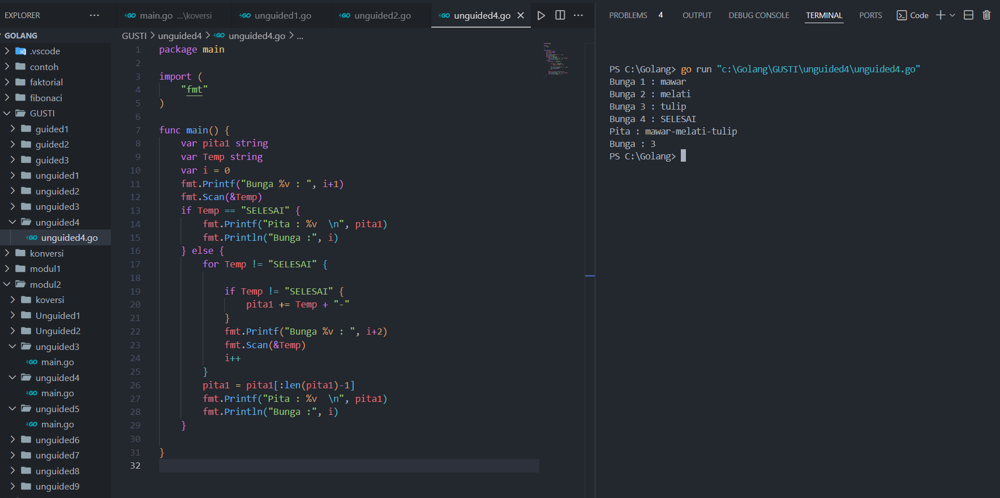 EXPLORER ...
GOLANG
.vscode
contoh
faktorial
fibonaci
GUSTI
guided1
guided2
guided3
unguided1
unguided2
unguided3
unguided4
unguided4.go
konversi
modul1
modul2
koversi
Unguided1
Unguided2
unguided3
main.go
unguided4
main.go
unguided5
main.go
unguided6
unguided7
unguided8
unguided9
main.go ...\koversi unguided1.go unguided2.go unguided4.go ...
GUSTI > unguided4 > unguided4.go > ...
1 package main
2
3 import (
4 "fmt"
5 )
6
7 func main() {
8 var pita1 string
9 var Temp string
10 var i = 0
11 fmt.Printf("Bunga %v : ", i+1)
12 fmt.Scan(&Temp)
13 if Temp == "SELESAI" {
14 fmt.Printf("Pita : %v  \n", pita1)
15 fmt.Println("Bunga :", i)
16 } else {
17 for Temp != "SELESAI" {
18
19 if Temp != "SELESAI" {
20 pita1 += Temp + "-"
21 }
22 fmt.Printf("Bunga %v : ", i+2)
23 fmt.Scan(&Temp)
24 i++
25 }
26 pita1 = pita1[:len(pita1)-1]
27 fmt.Printf("Pita : %v  \n", pita1)
28 fmt.Println("Bunga :", i)
29 }
30
31 }
32
PROBLEMS 4 OUTPUT DEBUG CONSOLE TERMINAL PORTS Code
PS C:\Golang> go run "c:\Golang\GUSTI\unguided4\unguided4.go"
Bunga 1 : mawar
Bunga 2 : melati
Bunga 3 : tulip
Bunga 4 : SELESAI
Pita : mawar-melati-tulip
Bunga : 3
PS C:\Golang>